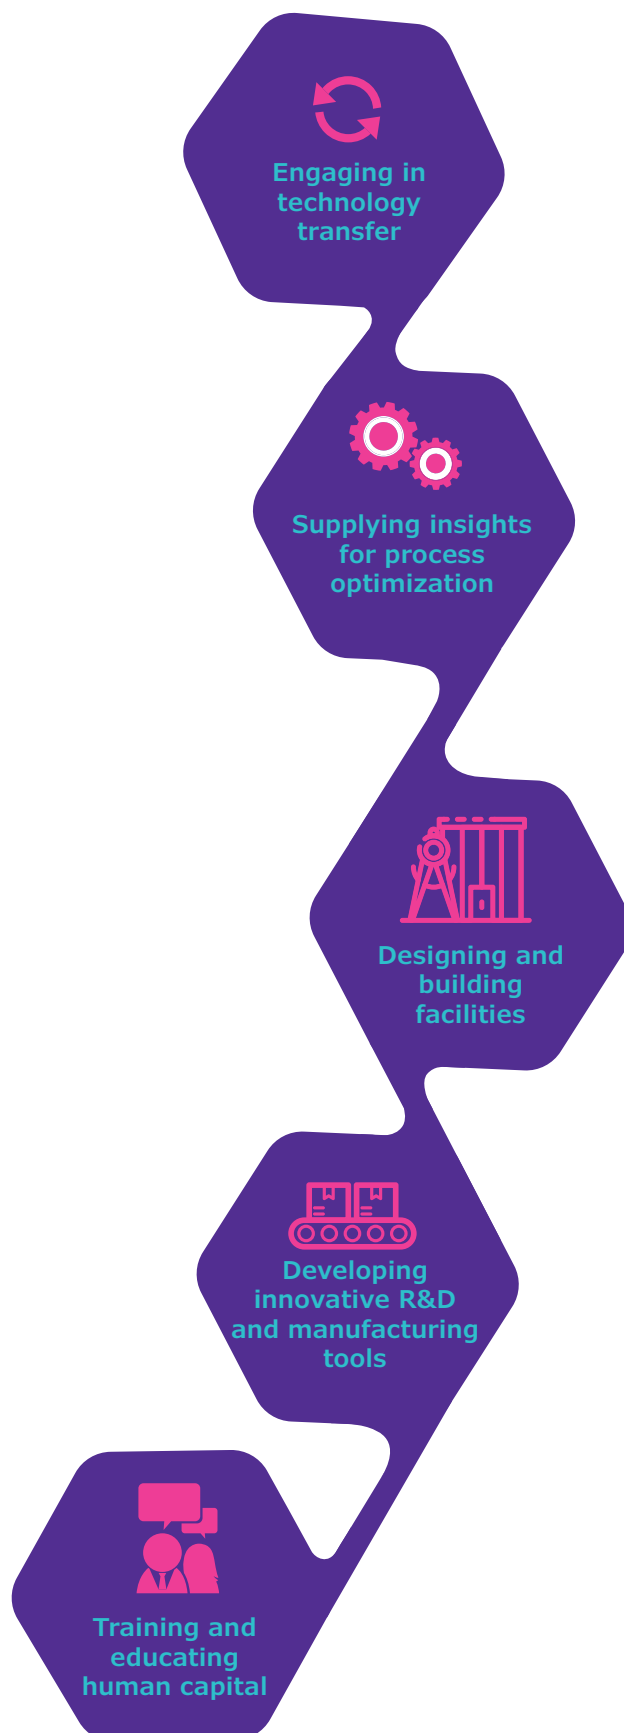 Engaging in
technology
transfer
Supplying insights
for process
optimization
Designing and
building
facilities
Developing
innovative R&D
and manufacturing
tools
Training and
educating
human capital